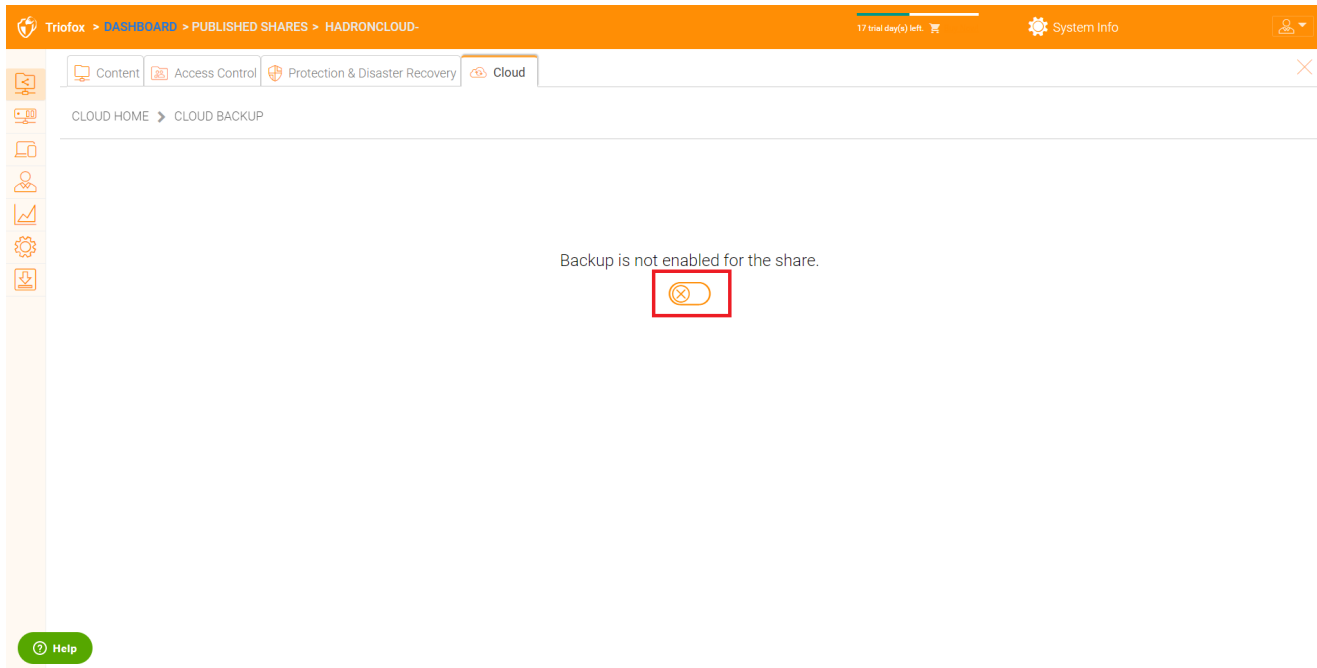 Triofox > DASHBOARD > PUBLISHED SHARES > HADRONCLOUD-
17 trial day(s) left.
System Info
Content
Access Control
Protection & Disaster Recovery
Cloud
CLOUD HOME > CLOUD BACKUP
Backup is not enabled for the share.
Help